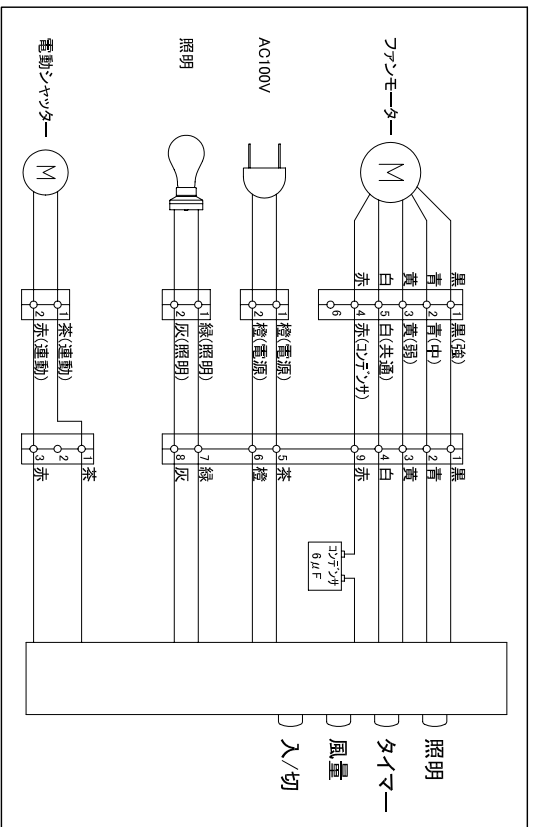 ファンモーター
M
黒
青
黄
白
赤
1
2
3
5
4
6
黒(強)
青(中)
黄(弱)
白(共通)
赤(コンデンサ)
1
2
3
4
9
黒
青
黄
白
赤
コンデンサ
6μF
AC100V
1
2
橙(電源)
橙(電源)
5
6
茶
橙
照明
1
2
緑(照明)
灰(照明)
7
8
緑
灰
電動シャッター
M
1
2
茶(連動)
赤(連動)
1
2
3
茶
赤
照明
タイマー
風量
入/切